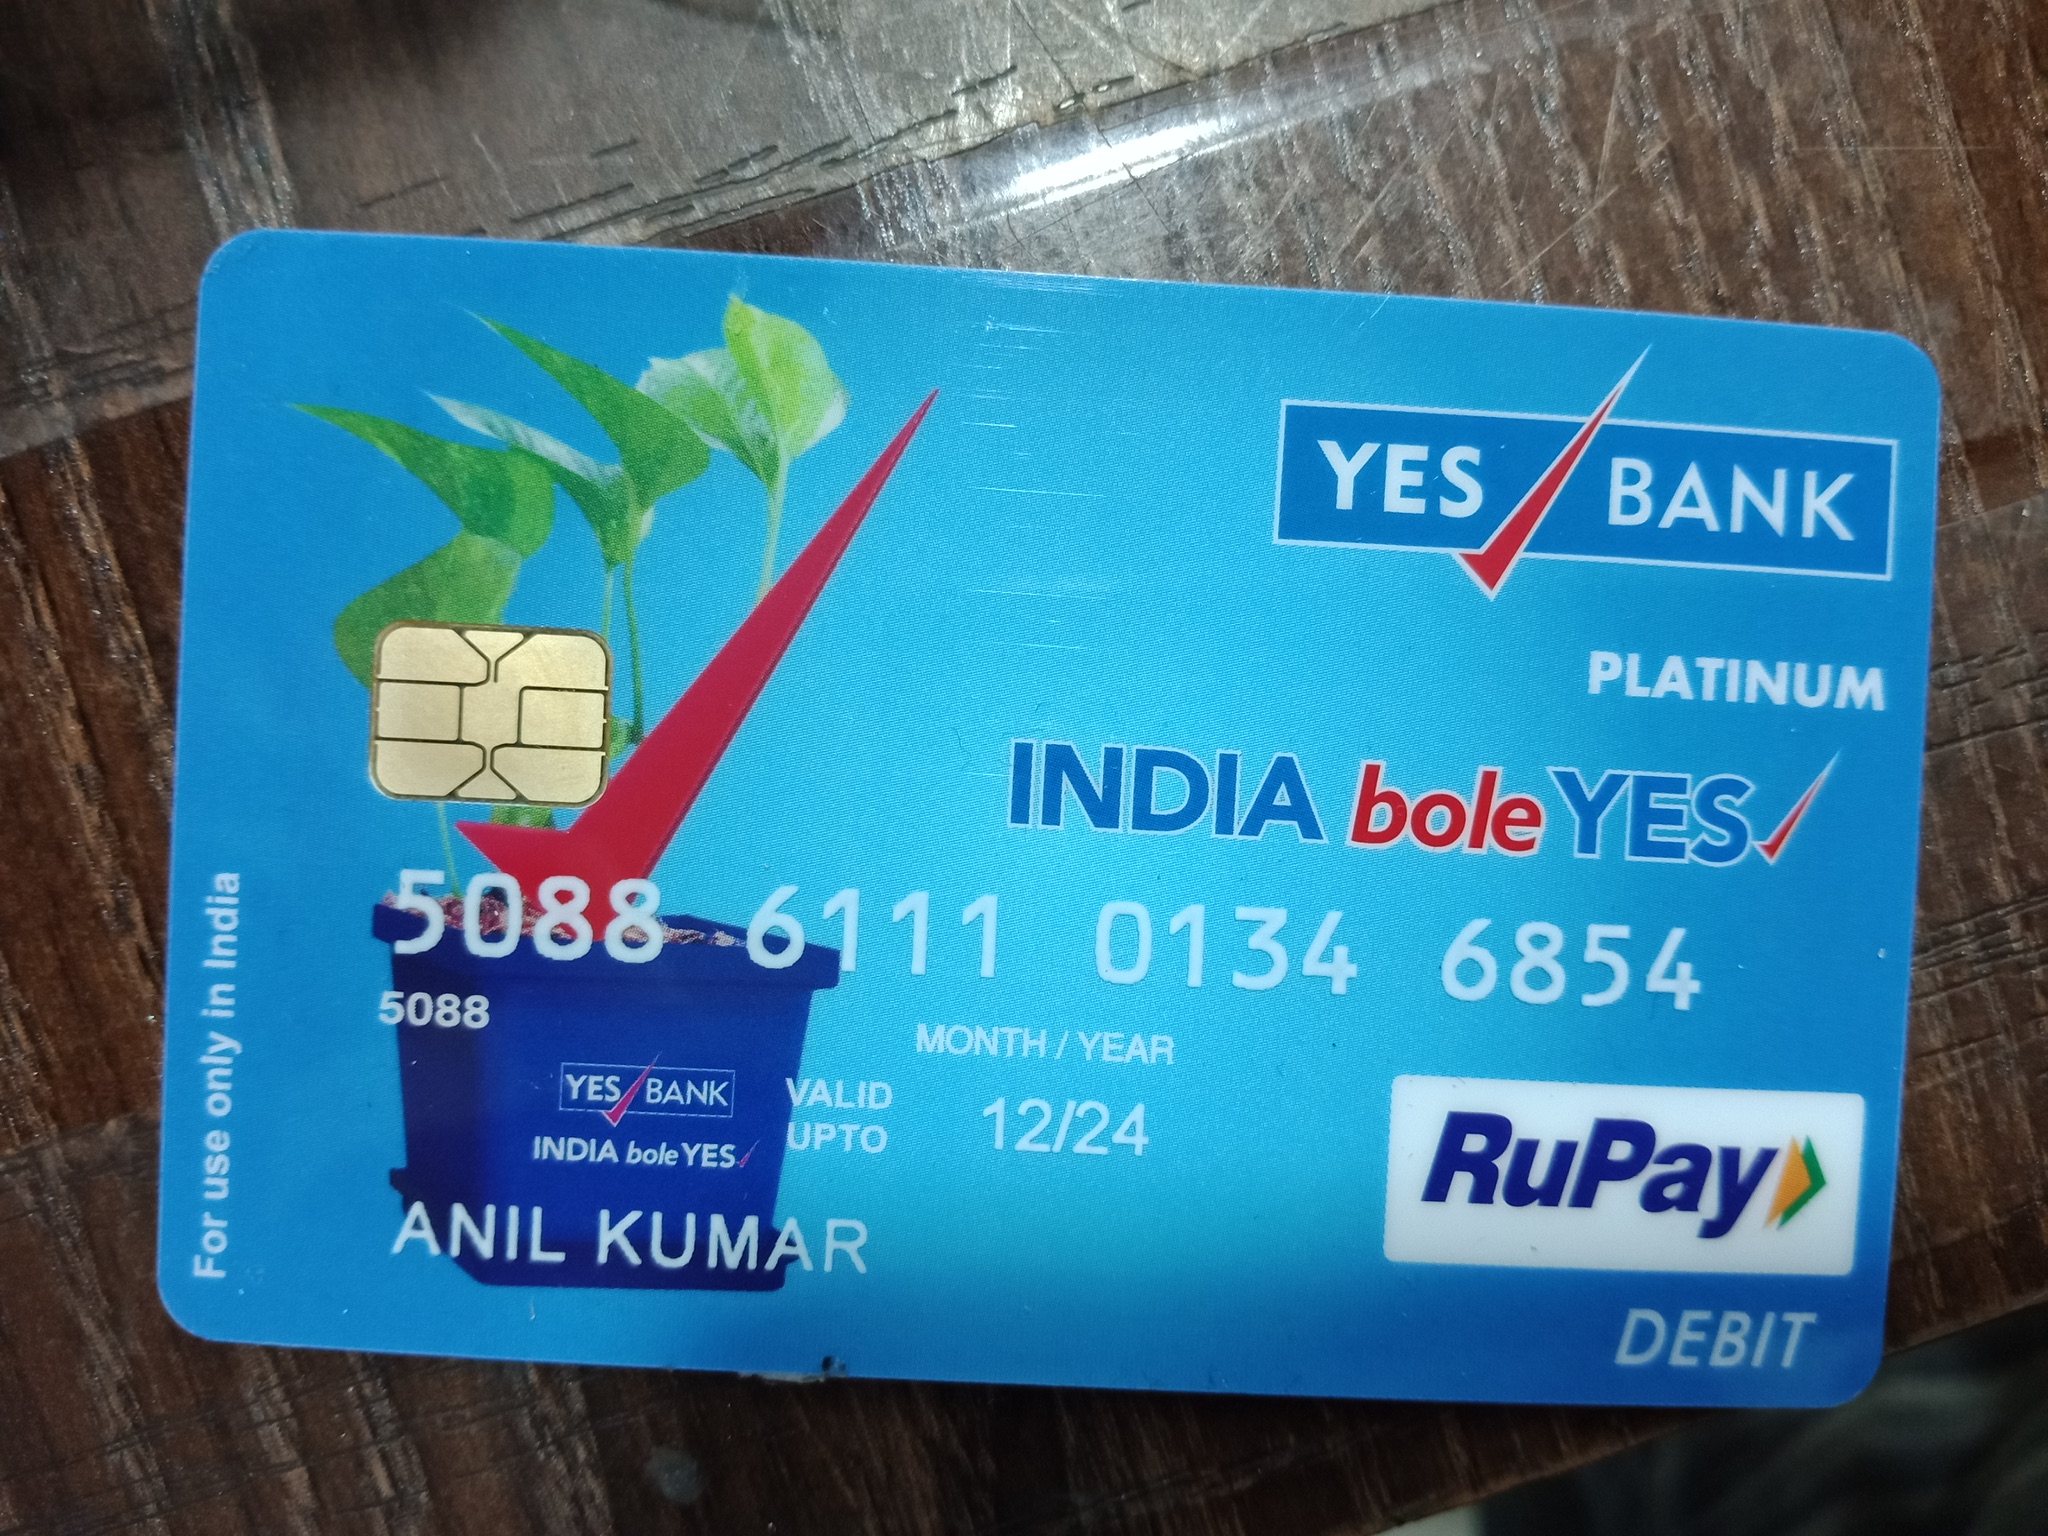 YES BANK
PLATINUM
INDIA bole YES
5088 6111 0134 6854
5088
MONTH / YEAR
VALID UPTO 12/24
YES BANK
INDIA bole YES
ANIL KUMAR
RuPay
DEBIT
For use only in India